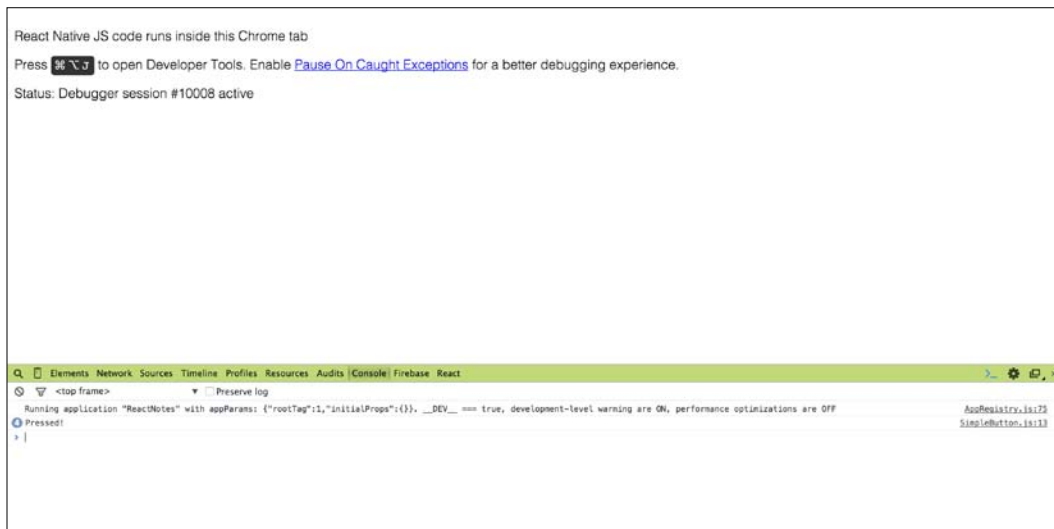 React Native JS code runs inside this Chrome tab
Press ⌘⌥J to open Developer Tools. Enable Pause On Caught Exceptions for a better debugging experience.
Status: Debugger session #10008 active
Elements Network Sources Timeline Profiles Resources Audits Console Firebase React
<top frame> ▼ Preserve log
Running application "ReactNotes" with appParams: {"rootTag":1,"initialProps":{}}. __DEV__ === true, development-level warning are ON, performance optimizations are OFF AppRegistry.js:75
4 Pressed! SimpleButton.js:13
>